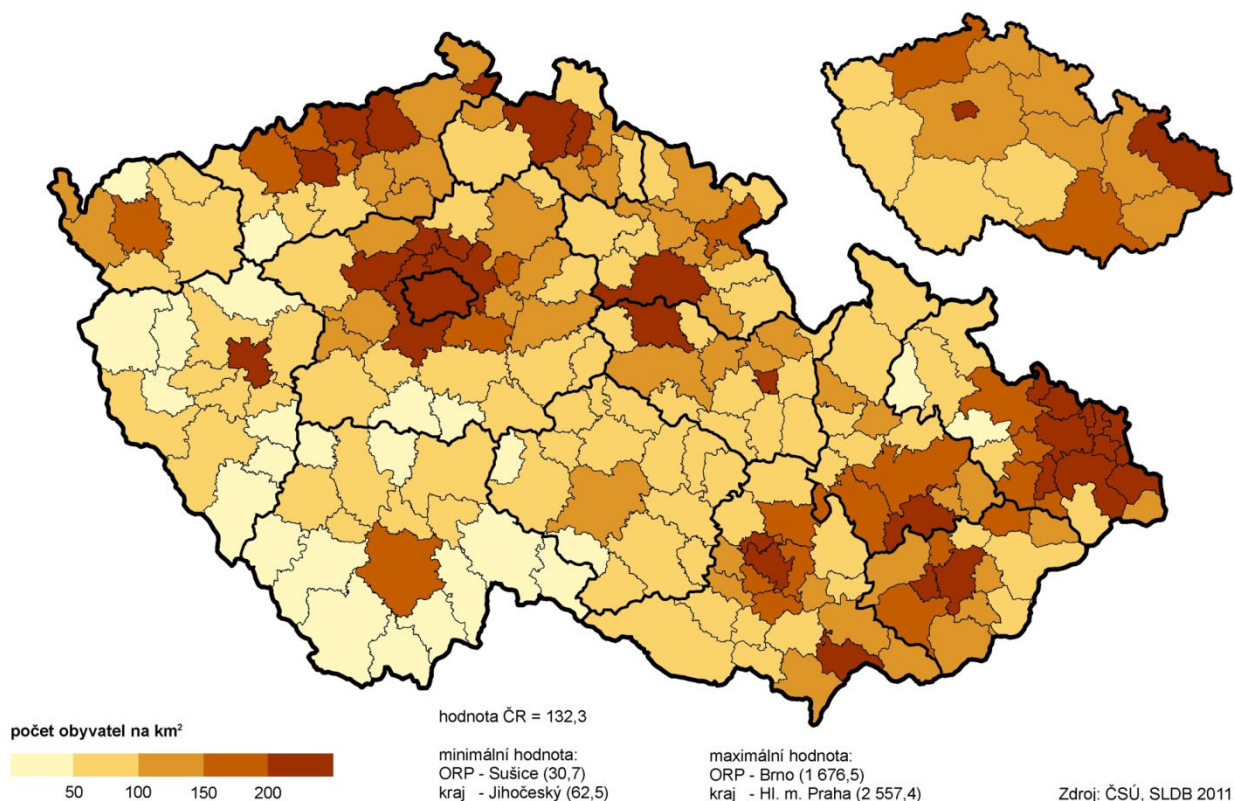 hodnota ČR = 132,3
počet obyvatel na km²
50 100 150 200
minimální hodnota:
ORP - Sušice (30,7)
kraj - Jihočeský (62,5)
maximální hodnota:
ORP - Brno (1 676,5)
kraj - Hl. m. Praha (2 557,4)
Zdroj: ČSÚ, SLDB 2011